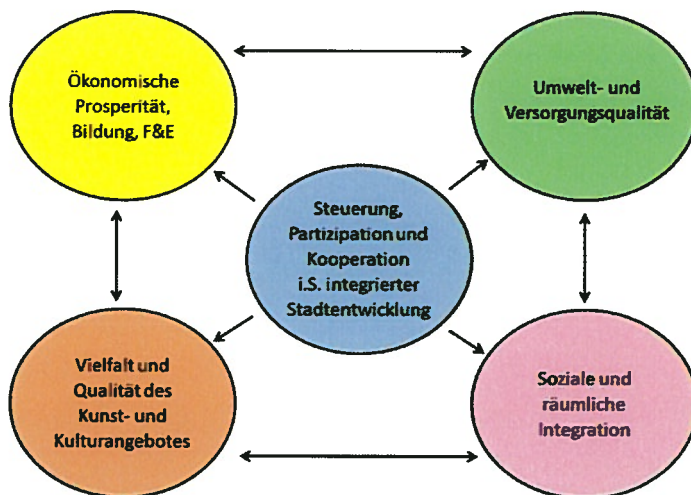 Ökonomische
Prosperität,
Bildung, F&E
Umwelt- und
Versorgungsqualität
Steuerung,
Partizipation und
Kooperation
i.S. integrierter
Stadtentwicklung
Vielfalt und
Qualität des
Kunst- und
Kulturangebotes
Soziale und
räumliche
Integration